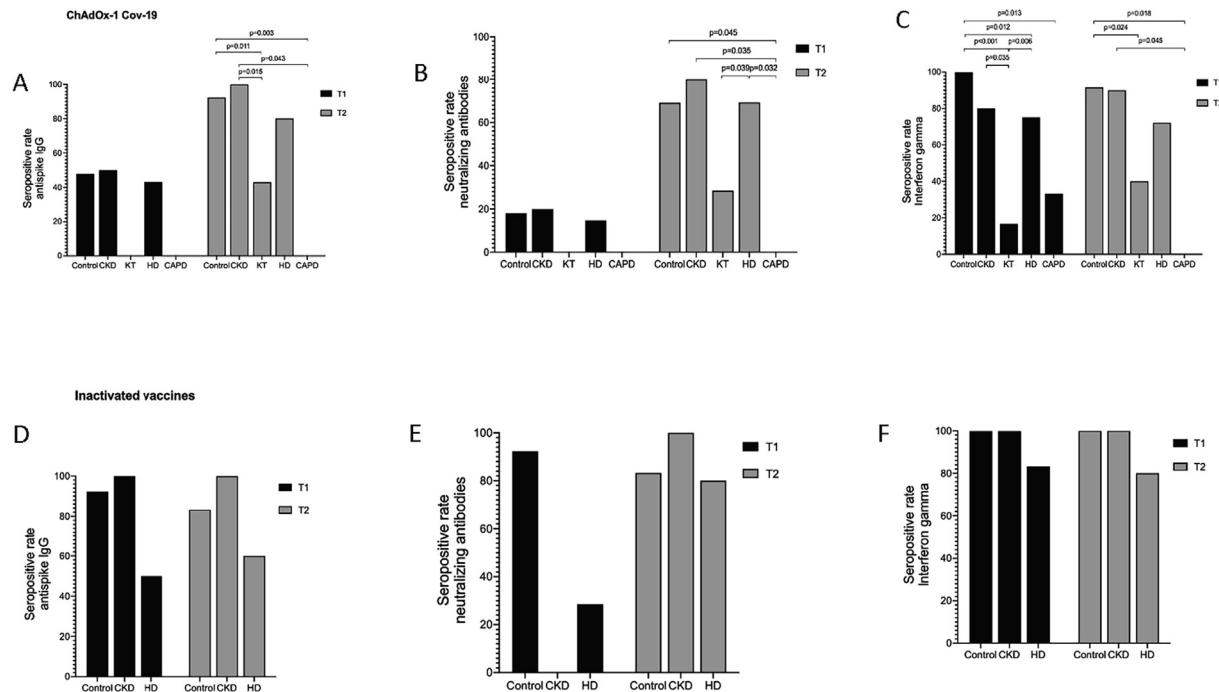 ChAdOx-1 Cov-19
A
Seropositive rate
antispike IgG
100
80
60
40
20
0
p=0.003
p=0.011
p=0.043
p=0.015
T1
T2
Control CKD KT HD CAPD
Control CKD KT HD CAPD
B
Seropositive rate
neutralizing antibodies
100
80
60
40
20
0
p=0.045
p=0.035
p=0.039 p=0.032
T1
T2
Control CKD KT HD CAPD
Control CKD KT HD CAPD
C
Seropositive rate
Interferon gamma
100
80
60
40
20
0
p=0.013
p=0.012
p<0.001 p=0.006
p=0.035
p=0.018
p=0.024
p=0.045
Control CKD KT HD CAPD
Control CKD KT HD CAPD
Inactivated vaccines
D
Seropositive rate
antispike IgG
100
80
60
40
20
0
T1
T2
Control CKD HD
Control CKD HD
E
Seropositive rate
neutralizing antibodies
100
80
60
40
20
0
T1
T2
Control CKD HD
Control CKD HD
F
Seropositive rate
Interferon gamma
100
80
60
40
20
0
T1
T2
Control CKD HD
Control CKD HD